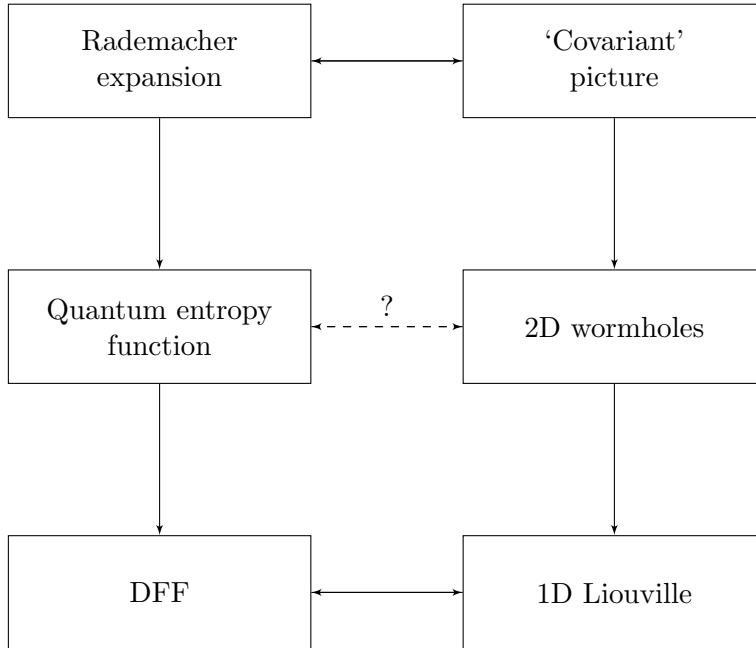 Rademacher
expansion
‘Covariant’
picture
Quantum entropy
function
?
2D wormholes
DFF
1D Liouville